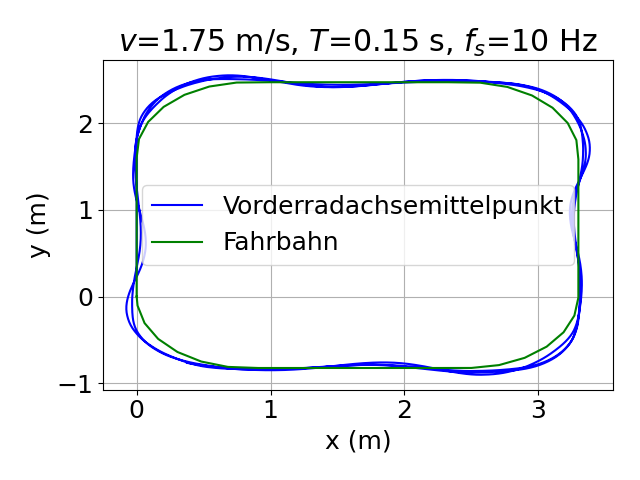 v=1.75 m/s, T=0.15 s, fₛ=10 Hz
2
1
0
−1
y (m)
Vorderradachsemittelpunkt
Fahrbahn
0 1 2 3
x (m)